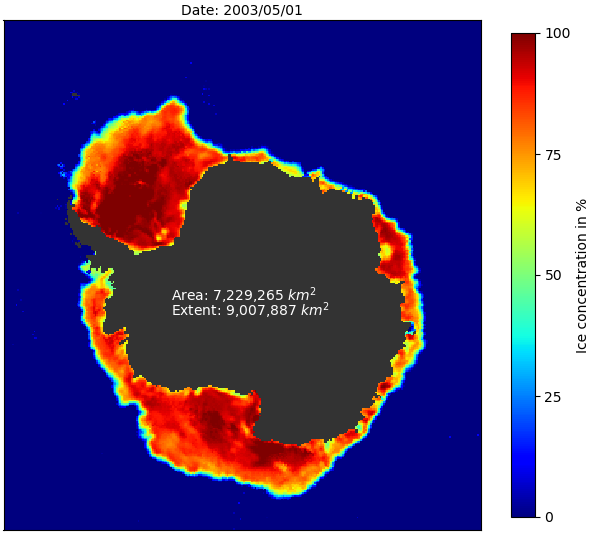 Date: 2003/05/01
Area: 7,229,265 km²
Extent: 9,007,887 km²
100
75
50
25
0
Ice concentration in %